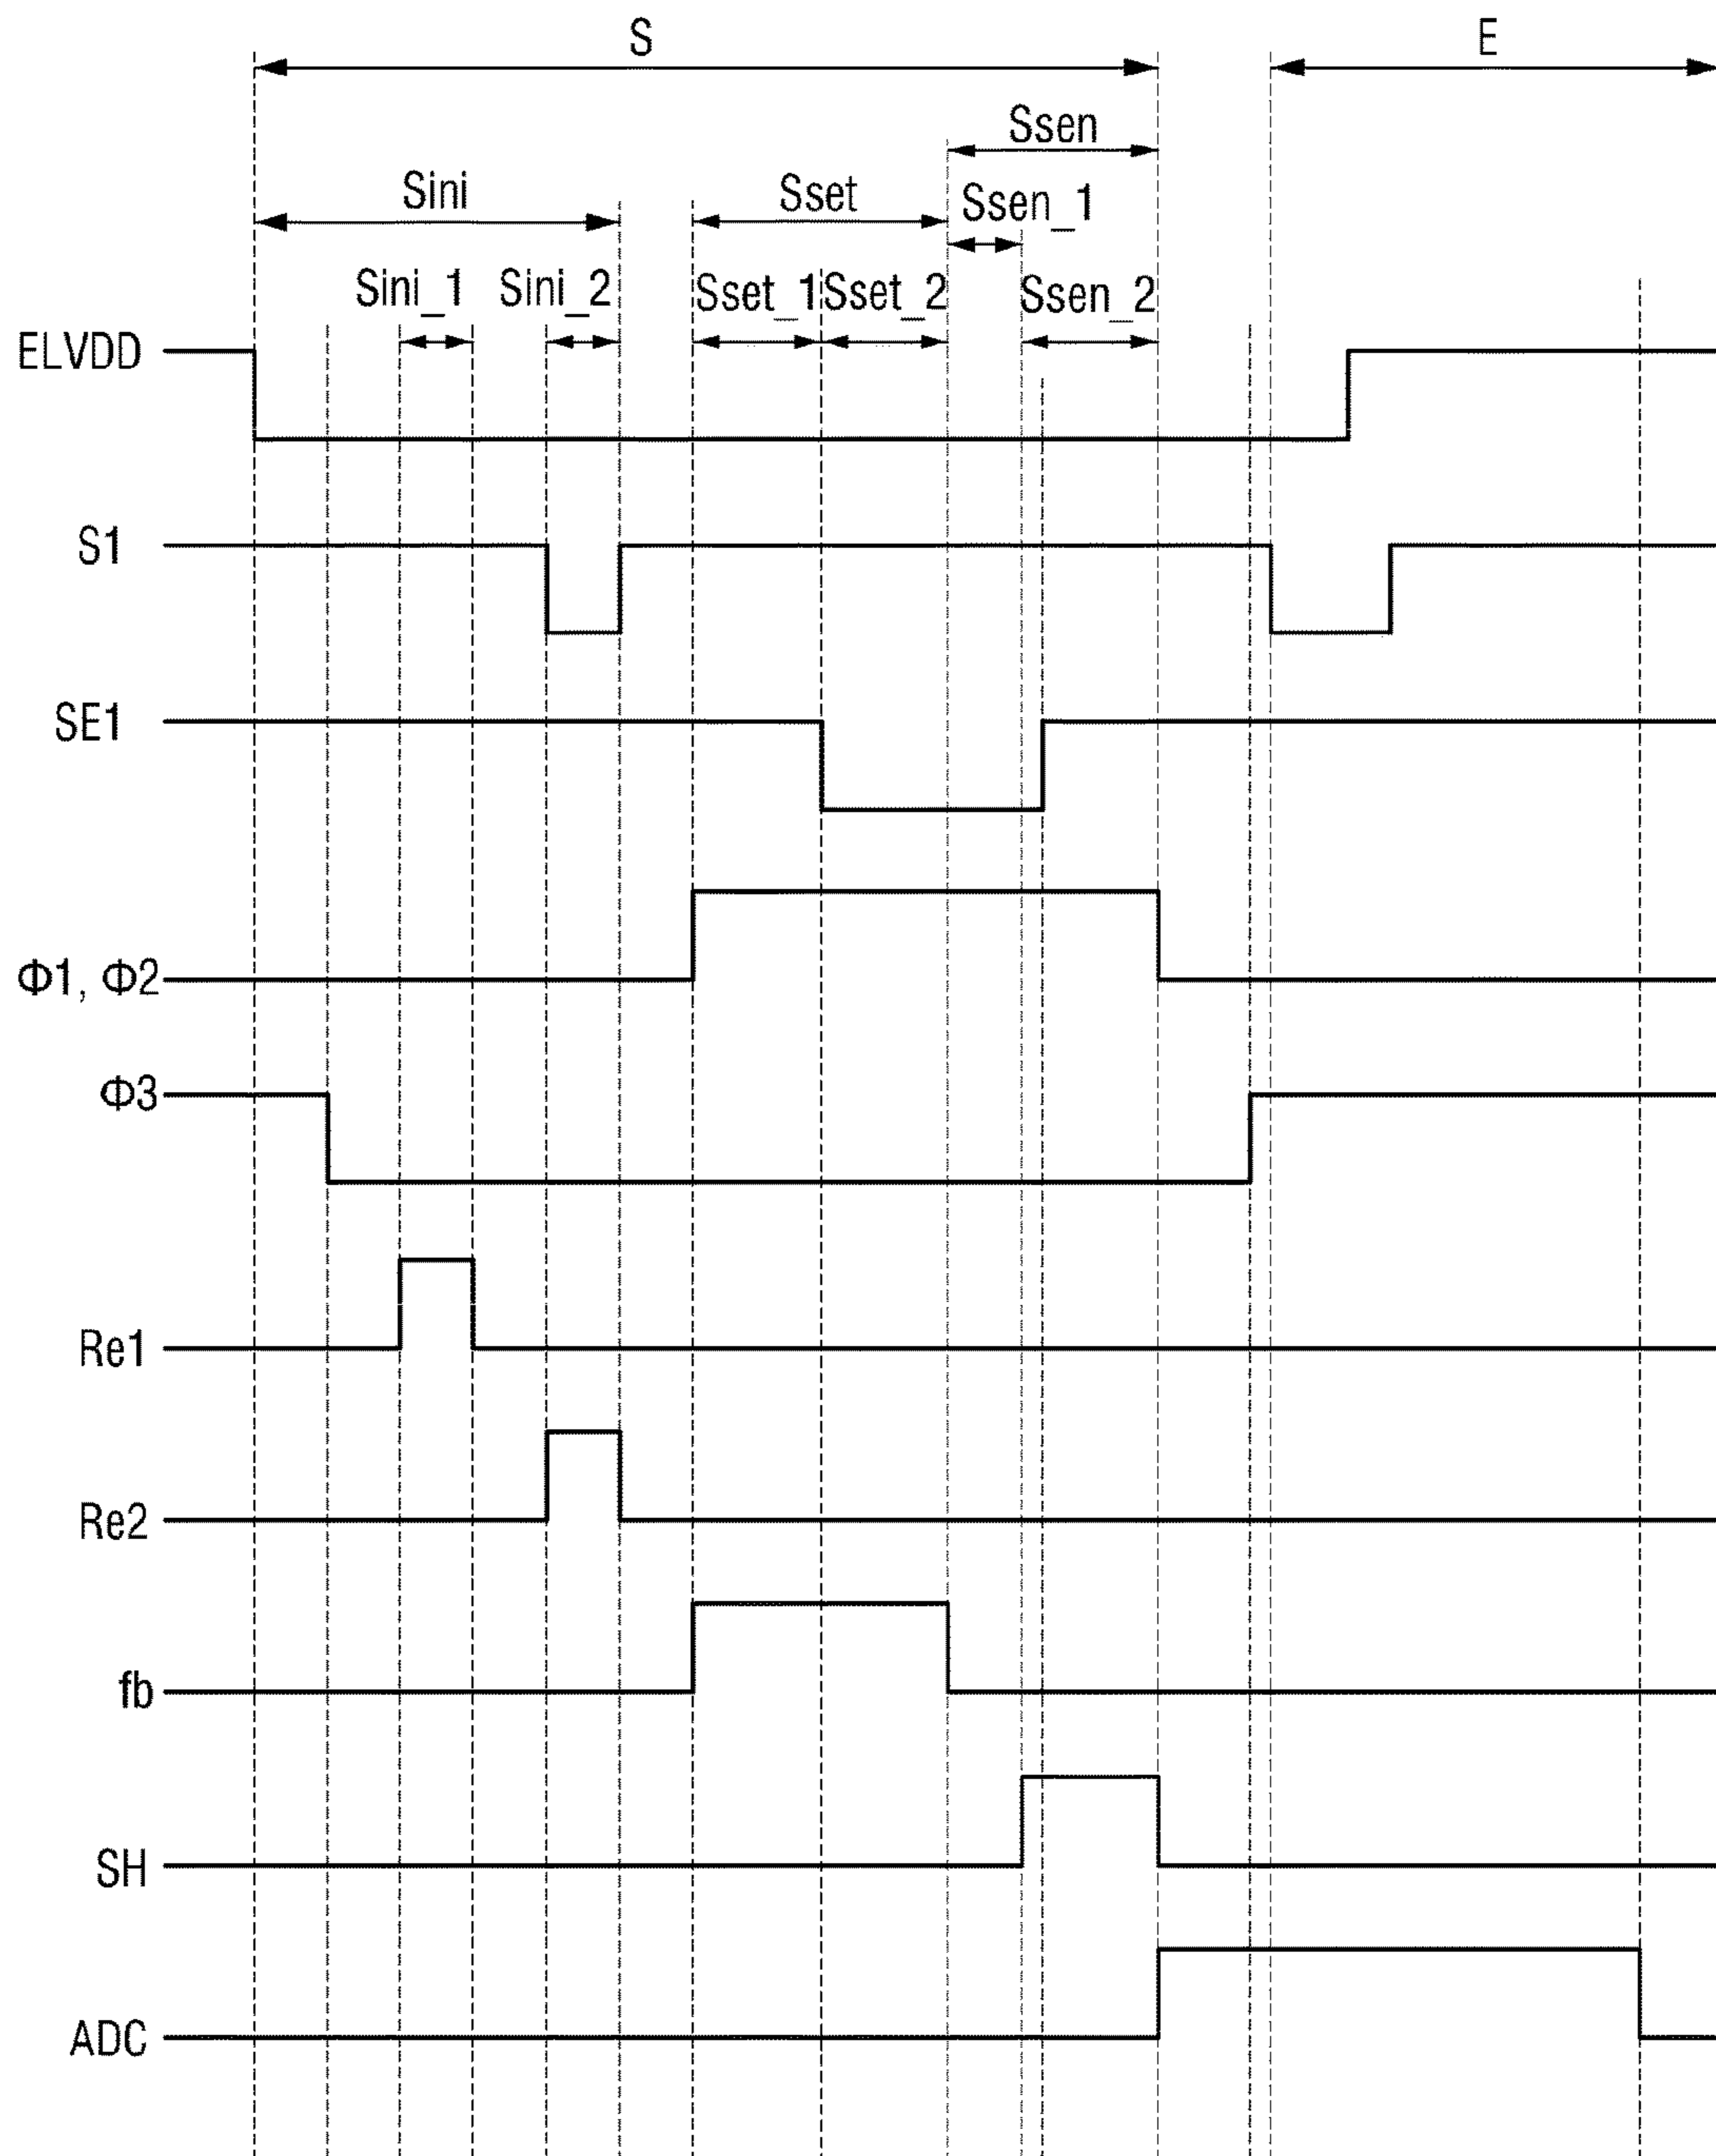 S E
Ssen
Sini Sset Ssen_1
Sini_1 Sini_2 Sset_1 Sset_2 Ssen_2
ELVDD
S1
SE1
Φ1, Φ2
Φ3
Re1
Re2
fb
SH
ADC